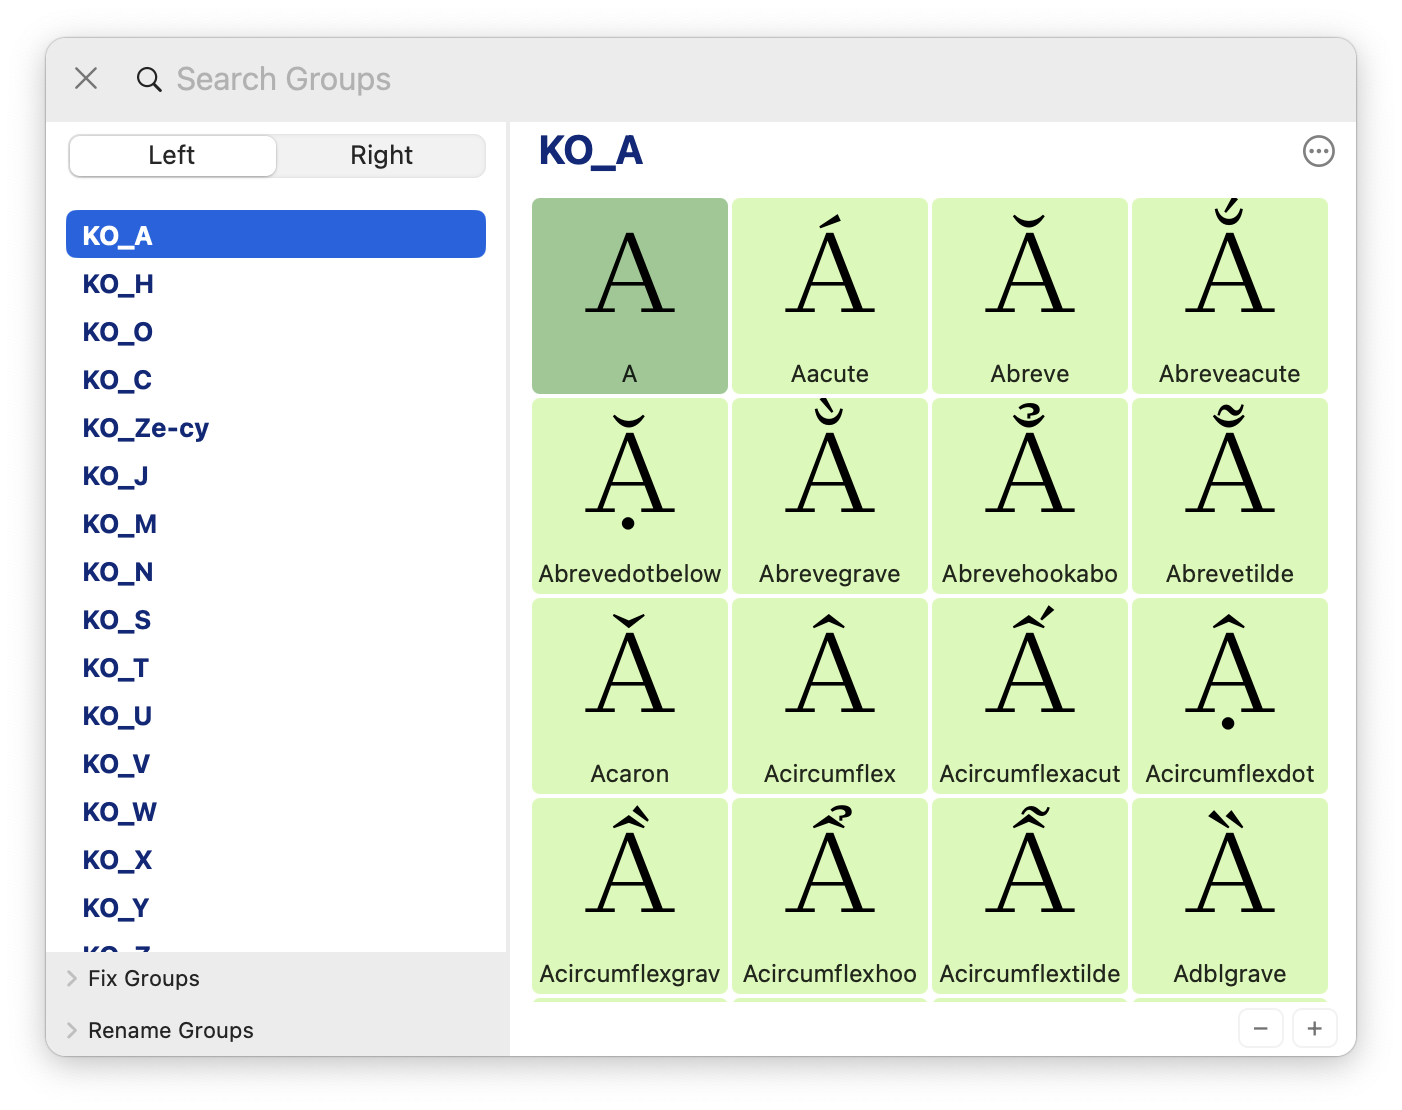 Search Groups
Left Right
KO_A
KO_H
KO_O
KO_C
KO_Ze-cy
KO_J
KO_M
KO_N
KO_S
KO_T
KO_U
KO_V
KO_W
KO_X
KO_Y
Fix Groups
Rename Groups
KO_A
A Á Ă Ắ
A Aacute Abreve Abreveacute
Ặ Ằ Ẳ Ẵ
Abrevedotbelow Abrevegrave Abrevehookabo Abrevetilde
Ǎ Â Ấ Ậ
Acaron Acircumflex Acircumflexacut Acircumflexdot
Ầ Ẩ Ẫ Ȁ
Acircumflexgrav Acircumflexhoo Acircumflextilde Adblgrave